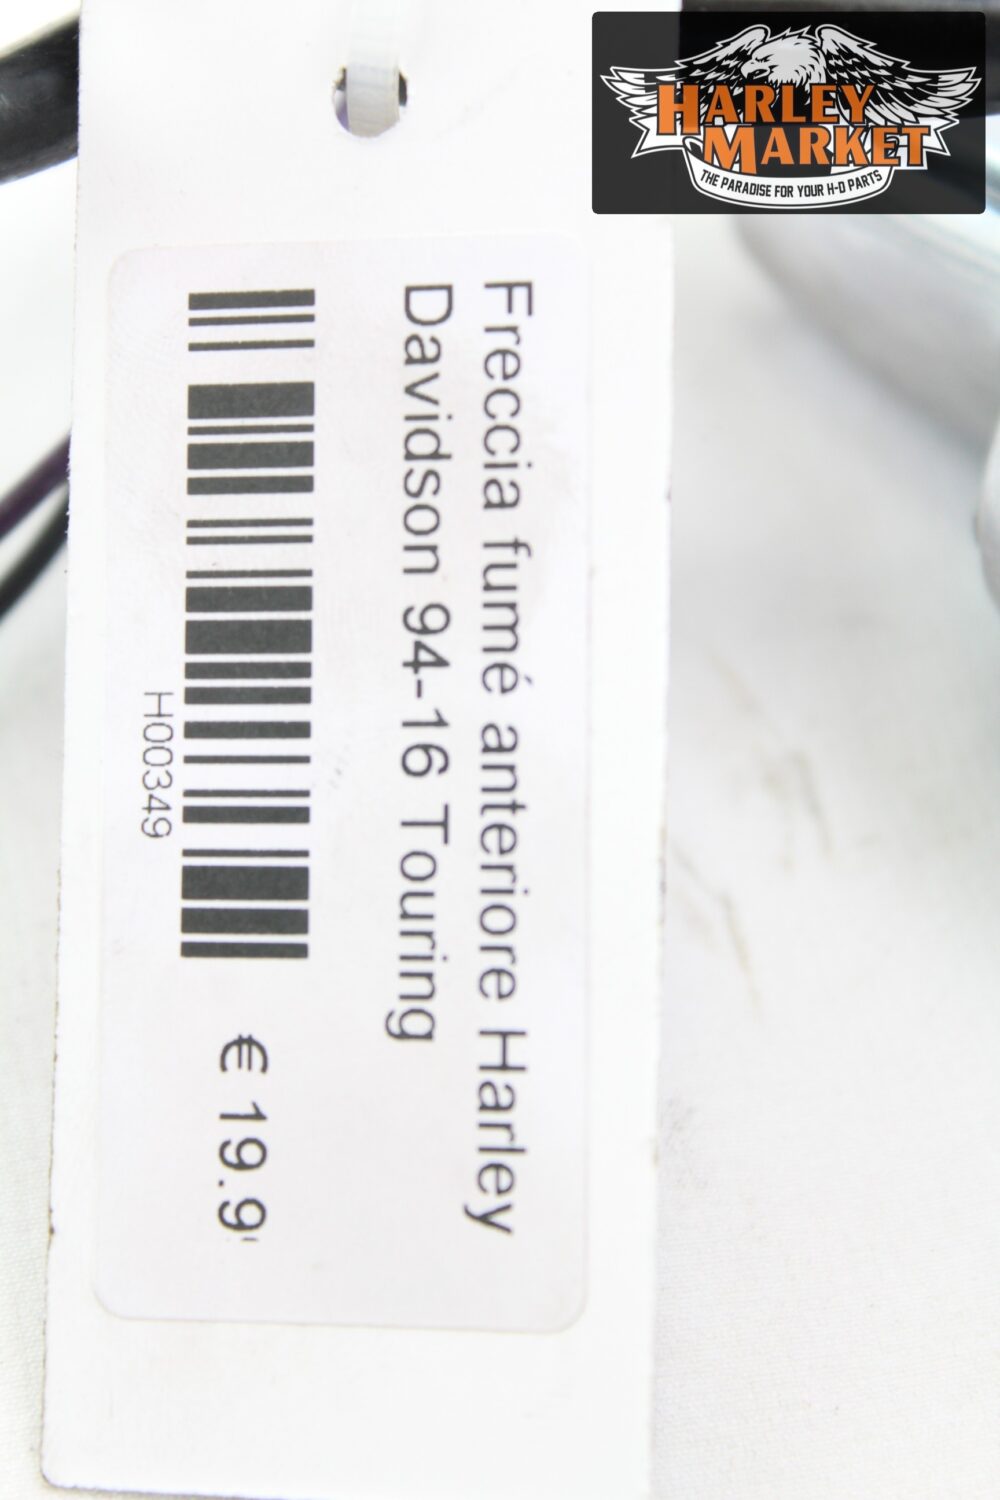 HARLEY
MARKET
THE PARADISE FOR YOUR H-D PARTS
Freccia fumé anteriore Harley
Davidson 94-16 Touring
H00349
€ 19.9